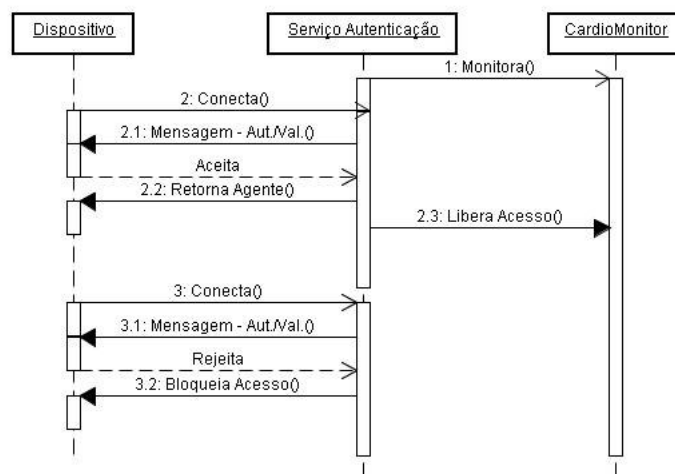 Dispositivo
Serviço Autenticação
CardioMonitor
1: Monitora()
2: Conecta()
2.1: Mensagem - Aut./Val.()
Aceita
2.2: Retorna Agente()
2.3: Libera Acesso()
3: Conecta()
3.1: Mensagem - Aut./Val.()
Rejeita
3.2: Bloqueia Acesso()